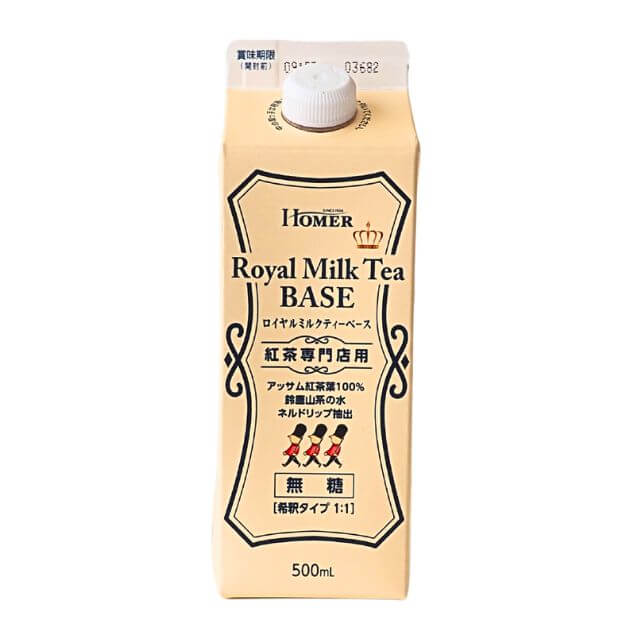 賞味期限
（開封前） 03682
SINCE 1924
HOMER
Royal Milk Tea
BASE
ロイヤルミルクティーベース
紅茶専門店用
アッサム紅茶葉100%
鈴鹿山系の水
ネルドリップ抽出
無糖
[希釈タイプ 1:1]
500mL